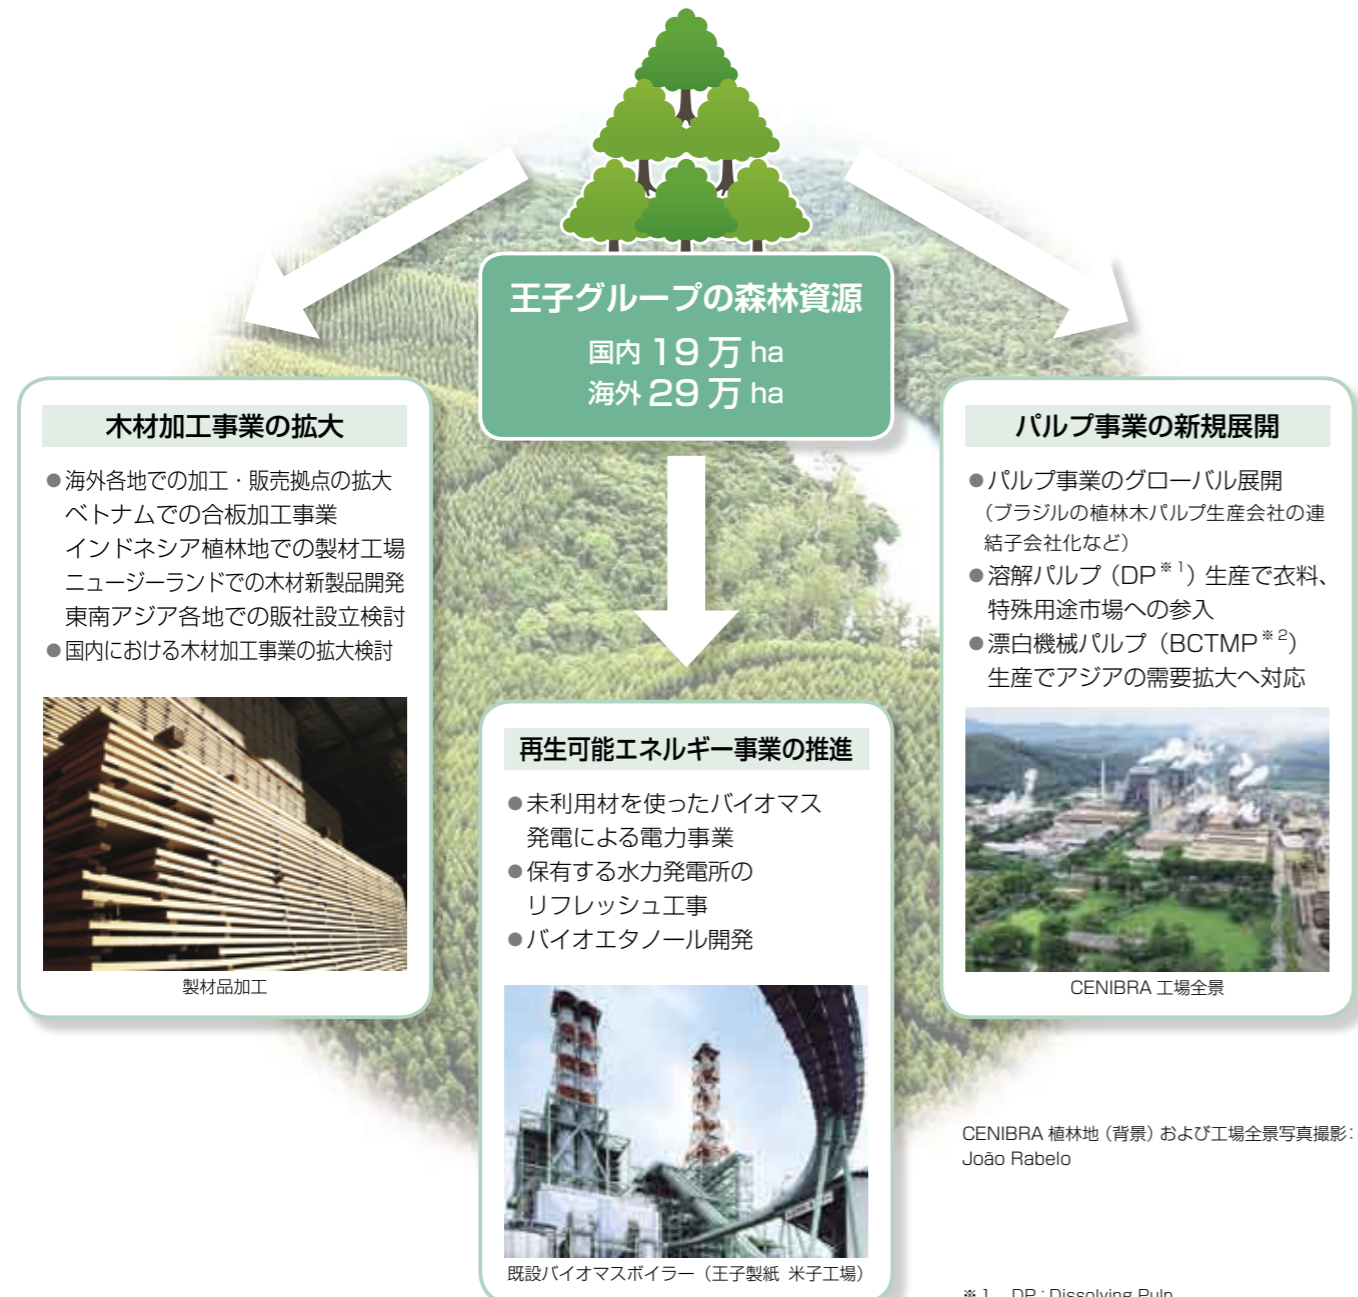 王子グループの森林資源
国内 19 万 ha
海外 29 万 ha
木材加工事業の拡大
●海外各地での加工・販売拠点の拡大
ベトナムでの合板加工事業
インドネシア植林地での製材工場
ニュージーランドでの木材新製品開発
東南アジア各地での販社設立検討
●国内における木材加工事業の拡大検討
製材品加工
再生可能エネルギー事業の推進
●未利用材を使ったバイオマス
発電による電力事業
●保有する水力発電所の
リフレッシュ工事
●バイオエタノール開発
既設バイオマスボイラー（王子製紙 米子工場）
パルプ事業の新規展開
●パルプ事業のグローバル展開
（ブラジルの植林木パルプ生産会社の連
結子会社化など）
●溶解パルプ（DP※1）生産で衣料、
特殊用途市場への参入
●漂白機械パルプ（BCTMP※2）
生産でアジアの需要拡大へ対応
CENIBRA 工場全景
CENIBRA 植林地（背景）および工場全景写真撮影：
João Rabelo
※1 DP：Dissolving Pulp